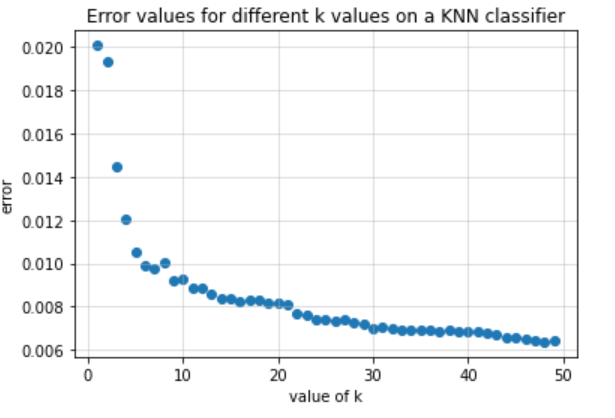 Error values for different k values on a KNN classifier
0.020
0.018
0.016
0.014
0.012
0.010
0.008
0.006
error
0 10 20 30 40 50
value of k